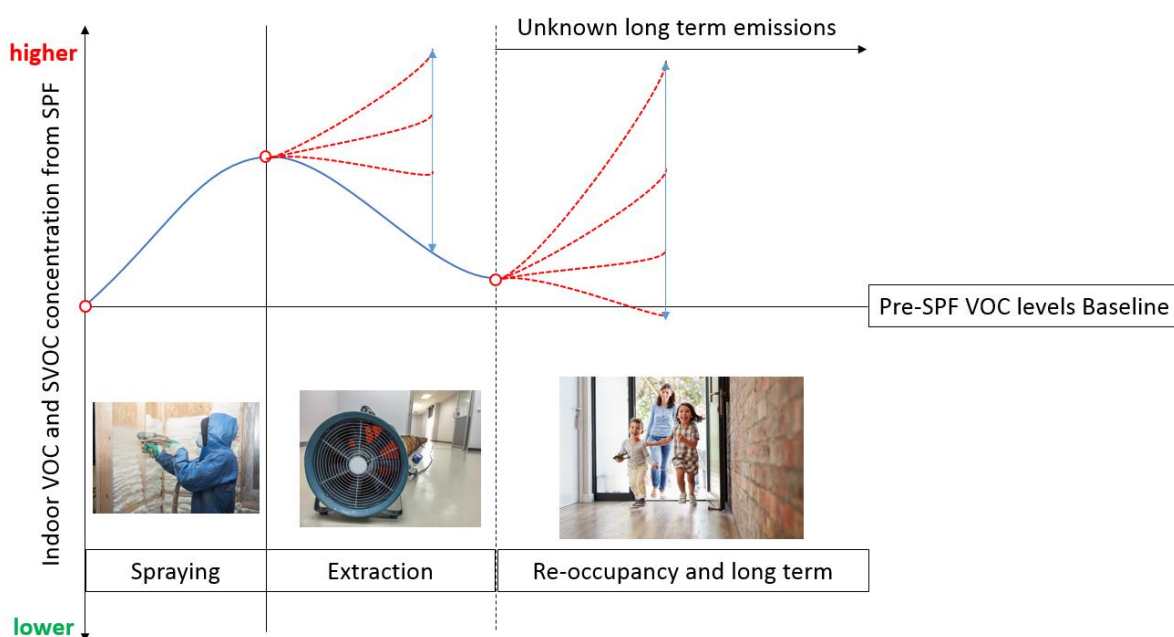 Unknown long term emissions
higher
Indoor VOC and SVOC concentration from SPF
Pre-SPF VOC levels Baseline
Spraying
Extraction
Re-occupancy and long term
lower